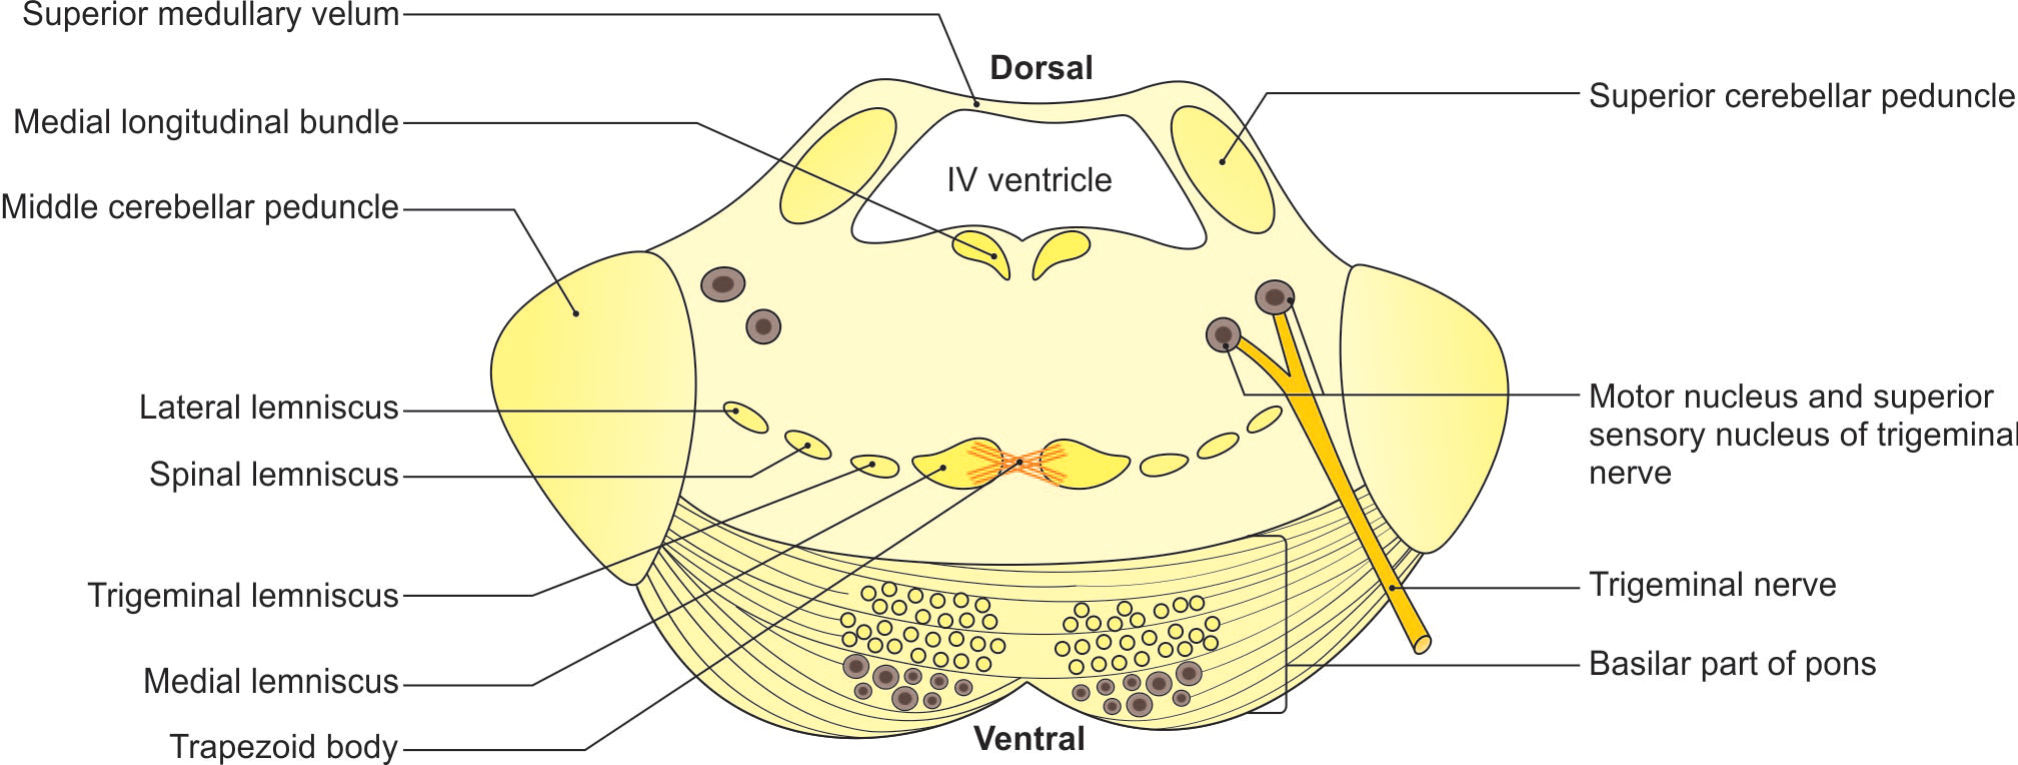 Superior medullary velum
Dorsal
Superior cerebellar peduncle
Medial longitudinal bundle
IV ventricle
Middle cerebellar peduncle
Lateral lemniscus
Motor nucleus and superior
sensory nucleus of trigeminal
nerve
Spinal lemniscus
Trigeminal lemniscus
Trigeminal nerve
Medial lemniscus
Basilar part of pons
Trapezoid body
Ventral